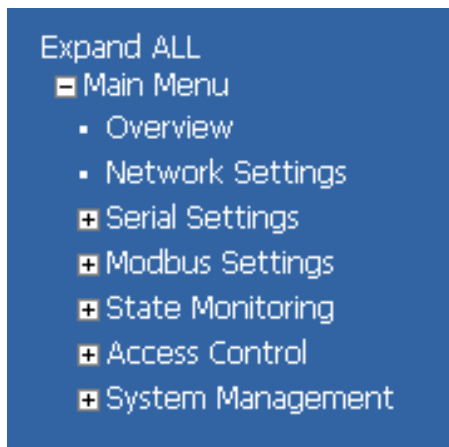 Expand ALL
Main Menu
Overview
Network Settings
Serial Settings
Modbus Settings
State Monitoring
Access Control
System Management